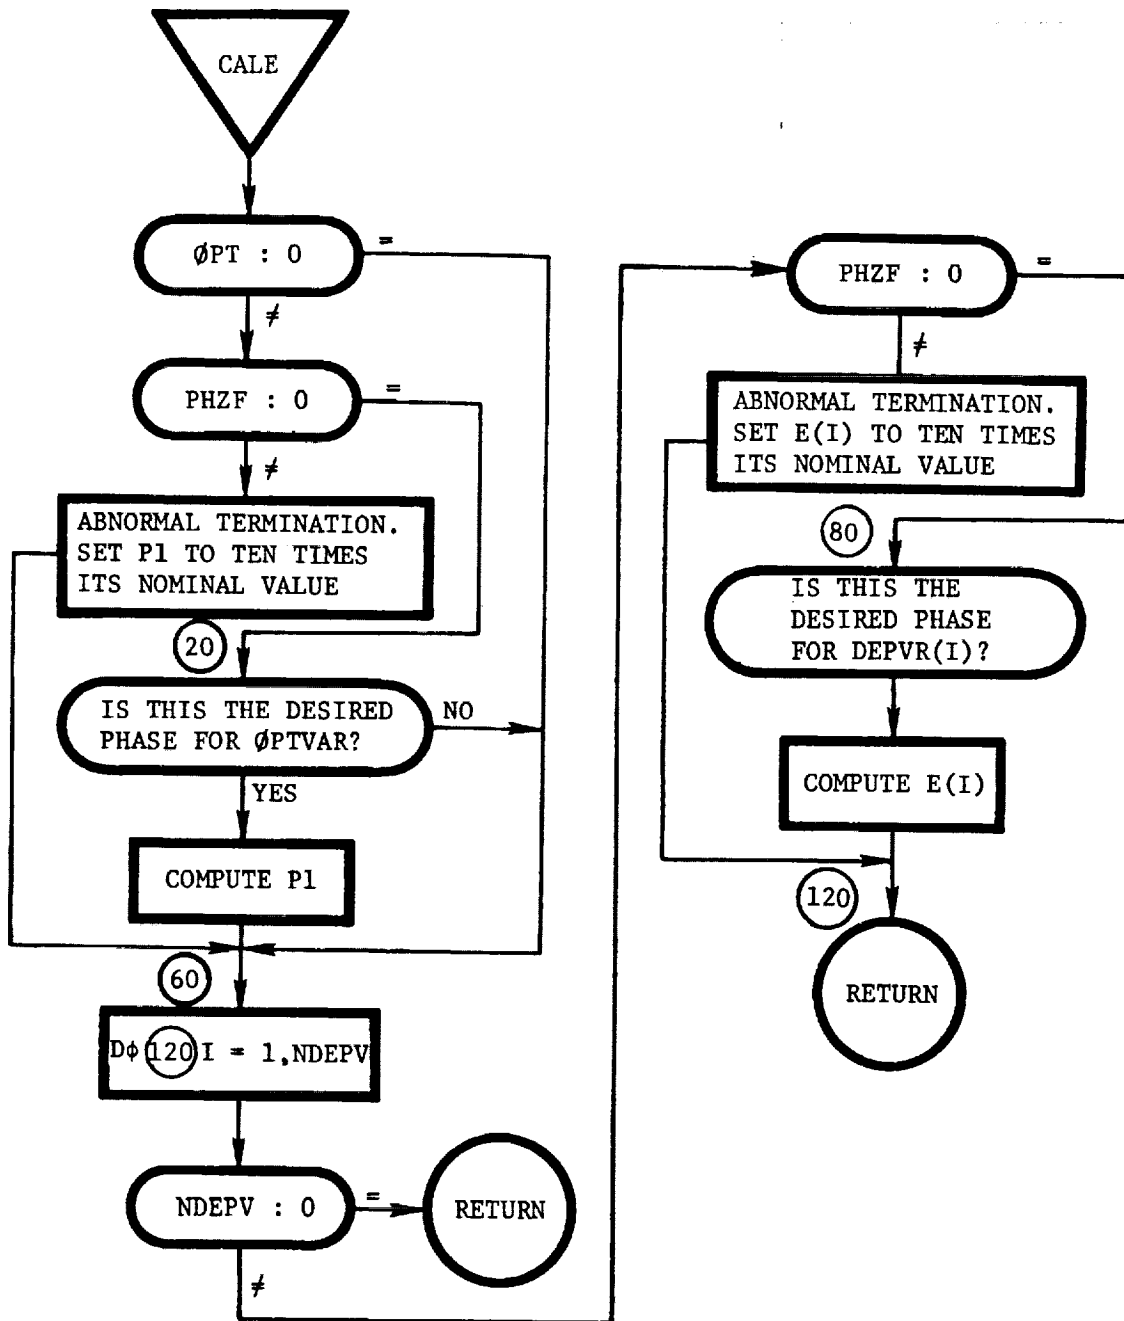 CALE
ØPT : 0
=
≠
PHZF : 0
=
≠
ABNORMAL TERMINATION.
SET P1 TO TEN TIMES
ITS NOMINAL VALUE
20
IS THIS THE DESIRED
PHASE FOR ØPTVAR?
NO
YES
COMPUTE P1
60
Dϕ 120 I = 1,NDEPV
NDEPV : 0
=
RETURN
≠
PHZF : 0
=
≠
ABNORMAL TERMINATION.
SET E(I) TO TEN TIMES
ITS NOMINAL VALUE
80
IS THIS THE
DESIRED PHASE
FOR DEPVR(I)?
COMPUTE E(I)
120
RETURN